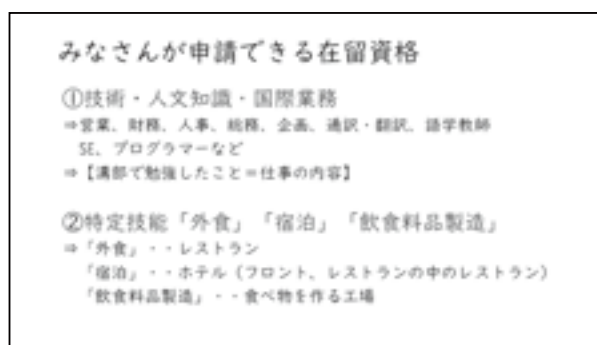 みなさんが申請できる在留資格
①技術・人文知識・国際業務
⇒営業、財務、人事、総務、企画、通訳・翻訳、語学教師
SE、プログラマーなど
⇒【溝部で勉強したこと=仕事の内容】
②特定技能「外食」「宿泊」「飲食料品製造」
⇒「外食」・・レストラン
「宿泊」・・ホテル(フロント、レストランの中のレストラン)
「飲食料品製造」・・食べ物を作る工場